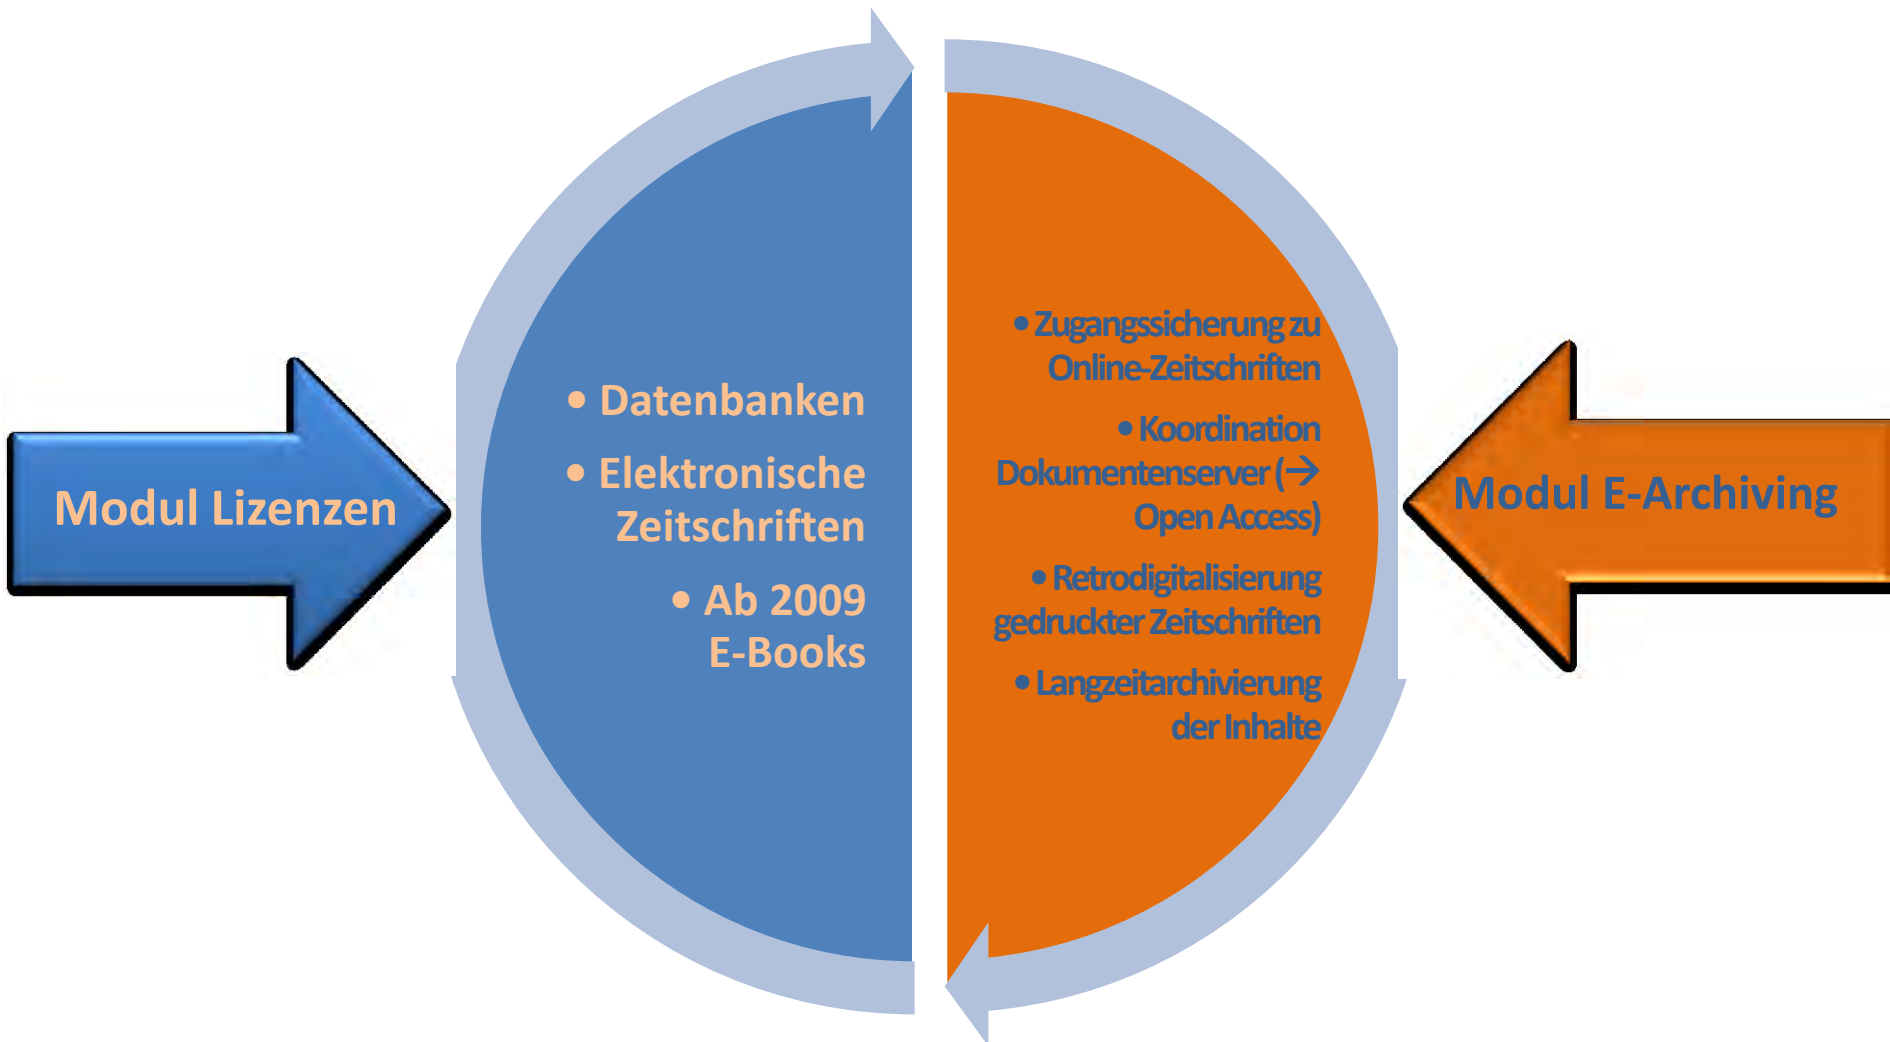 Modul Lizenzen
• Datenbanken
• Elektronische
Zeitschriften
• Ab 2009
E-Books
• Zugangssicherung zu
Online-Zeitschriften
• Koordination
Dokumentenserver (→
Open Access)
• Retrodigitalisierung
gedruckter Zeitschriften
• Langzeitarchivierung
der Inhalte
Modul E-Archiving